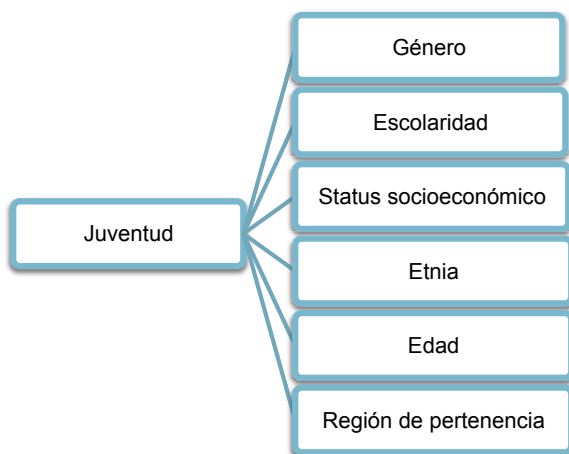 Juventud
Género
Escolaridad
Status socioeconómico
Etnia
Edad
Región de pertenencia